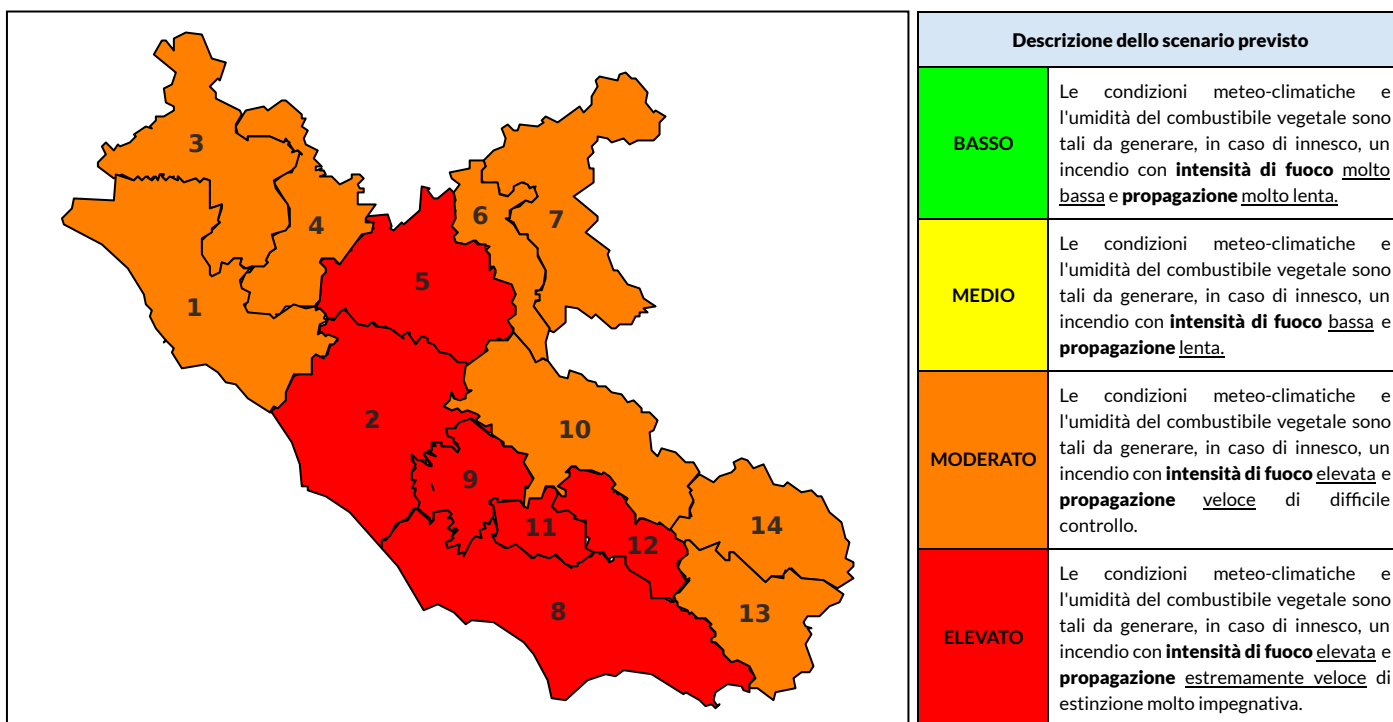 3
4
6
7
5
1
2
10
9
11
12
14
8
13
Descrizione dello scenario previsto
BASSO
Le condizioni meteo-climatiche e
l'umidità del combustibile vegetale sono
tali da generare, in caso di innesco, un
incendio con intensità di fuoco molto
bassa e propagazione molto lenta.
MEDIO
Le condizioni meteo-climatiche e
l'umidità del combustibile vegetale sono
tali da generare, in caso di innesco, un
incendio con intensità di fuoco bassa e
propagazione lenta.
MODERATO
Le condizioni meteo-climatiche e
l'umidità del combustibile vegetale sono
tali da generare, in caso di innesco, un
incendio con intensità di fuoco elevata e
propagazione veloce di difficile
controllo.
ELEVATO
Le condizioni meteo-climatiche e
l'umidità del combustibile vegetale sono
tali da generare, in caso di innesco, un
incendio con intensità di fuoco elevata e
propagazione estremamente veloce di
estinzione molto impegnativa.